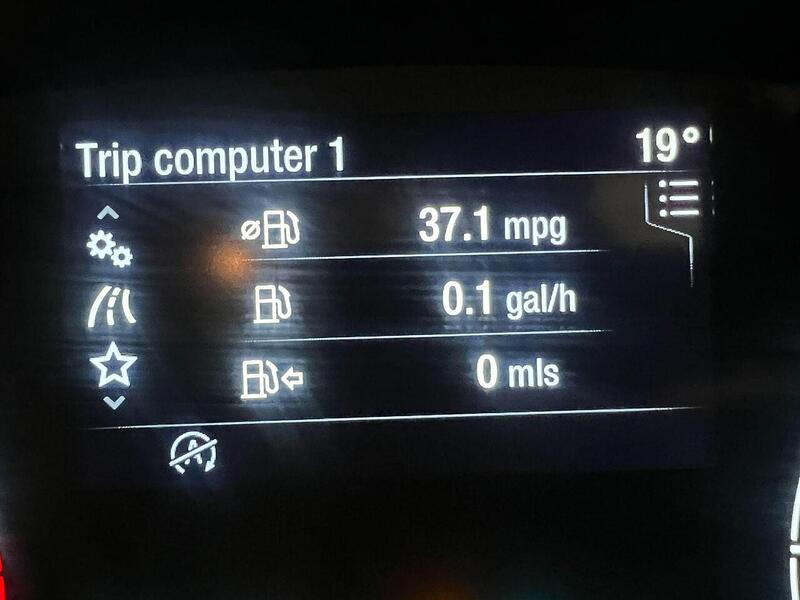 Trip computer 1 19°
ø 37.1 mpg
0.1 gal/h
0 mls
A